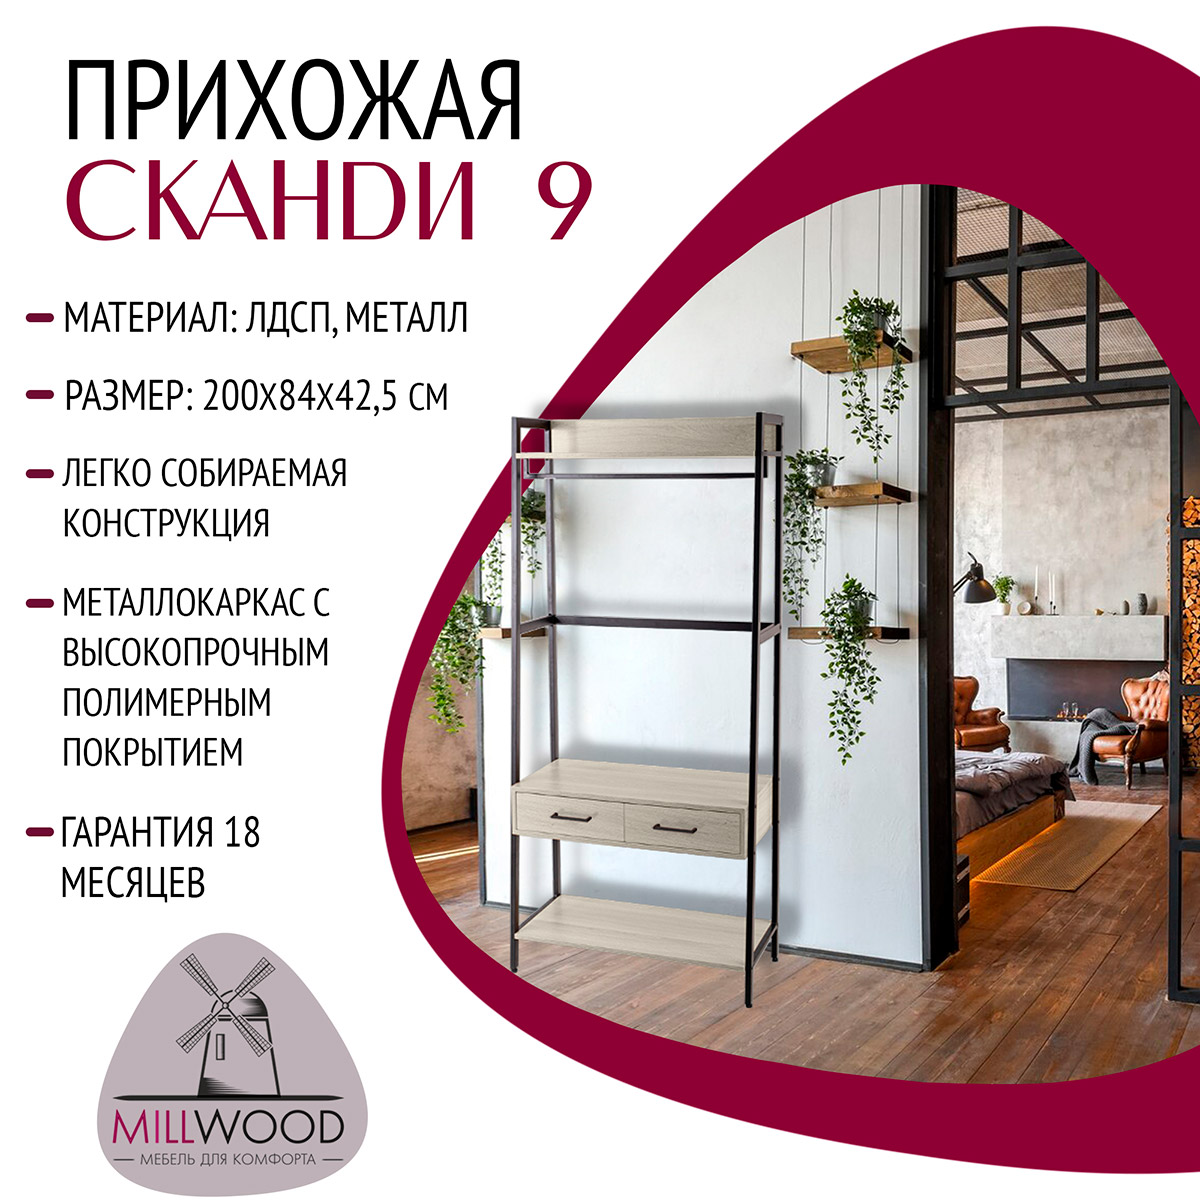 ПРИХОЖАЯ
СКАНДИ 9
МАТЕРИАЛ: ЛДСП, МЕТАЛЛ
РАЗМЕР: 200Х84Х42,5 СМ
ЛЕГКО СОБИРАЕМАЯ
КОНСТРУКЦИЯ
МЕТАЛЛОКАРКАС С
ВЫСОКОПРОЧНЫМ
ПОЛИМЕРНЫМ
ПОКРЫТИЕМ
ГАРАНТИЯ 18
МЕСЯЦЕВ
MILLWOOD
— МЕБЕЛЬ ДЛЯ КОМФОРТА —